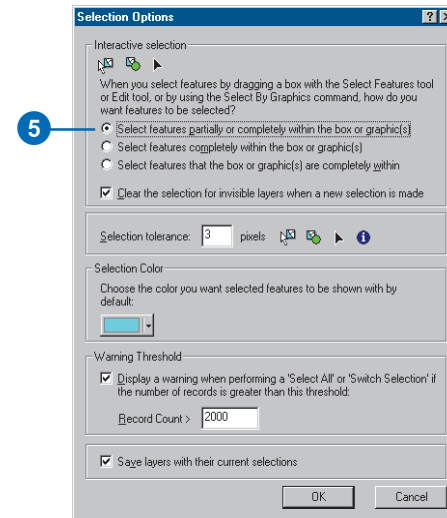 Selection Options
Interactive selection
When you select features by dragging a box with the Select Features tool
or Edit tool, or by using the Select By Graphics command, how do you
want features to be selected?
5
Select features partially or completely within the box or graphic(s)
Select features completely within the box or graphic(s)
Select features that the box or graphic(s) are completely within
Clear the selection for invisible layers when a new selection is made
Selection tolerance: 3 pixels
Selection Color
Choose the color you want selected features to be shown with by
default:
Warning Threshold
Display a warning when performing a 'Select All' or 'Switch Selection' if
the number of records is greater than this threshold:
Record Count > 2000
Save layers with their current selections
OK Cancel